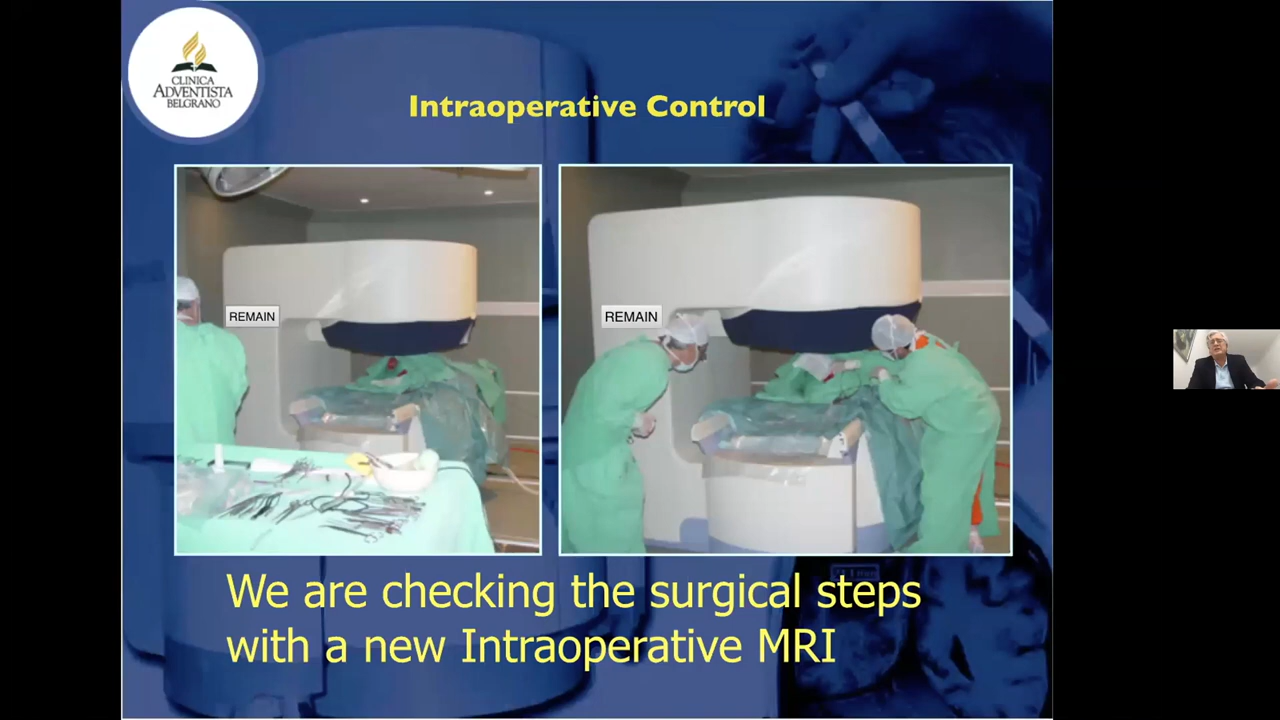 CLINICA
ADVENTISTA
BELGRANO
Intraoperative Control
REMAIN
REMAIN
We are checking the surgical steps
with a new Intraoperative MRI